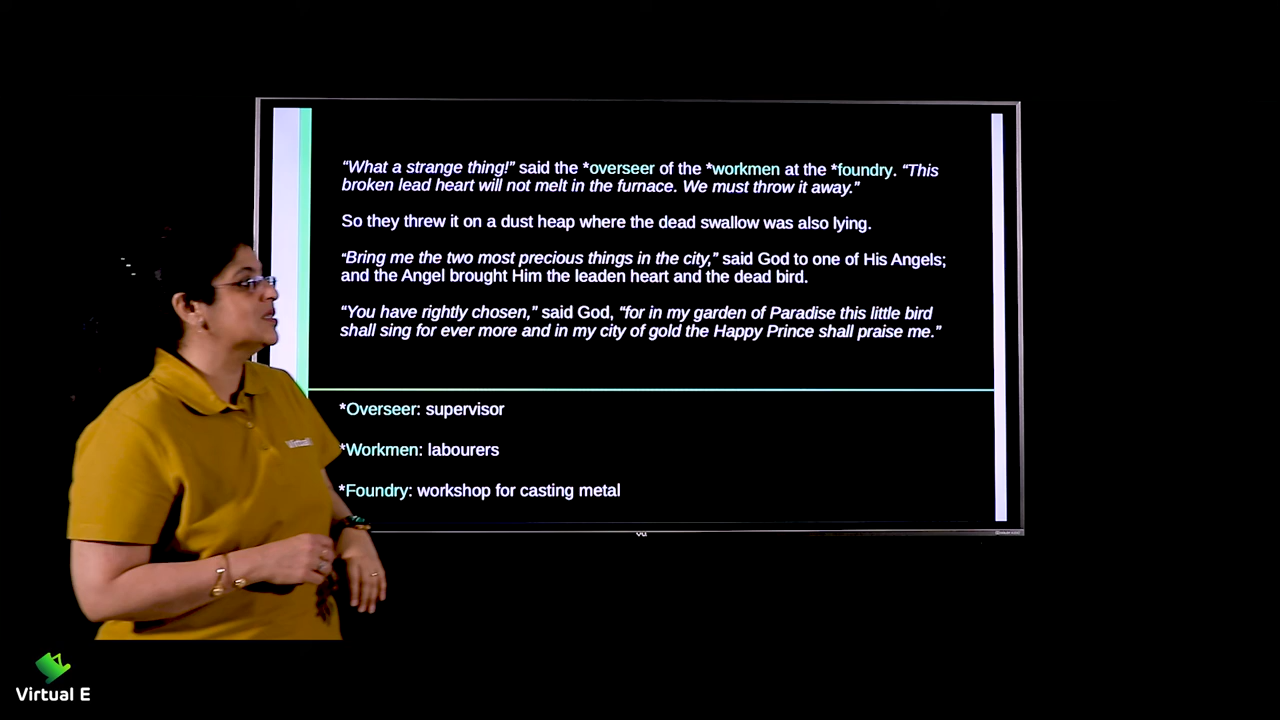 “What a strange thing!” said the *overseer of the *workmen at the *foundry. “This
broken lead heart will not melt in the furnace. We must throw it away.”
So they threw it on a dust heap where the dead swallow was also lying.
“Bring me the two most precious things in the city,” said God to one of His Angels;
and the Angel brought Him the leaden heart and the dead bird.
“You have rightly chosen,” said God, “for in my garden of Paradise this little bird
shall sing for ever more and in my city of gold the Happy Prince shall praise me.”
*Overseer: supervisor
*Workmen: labourers
*Foundry: workshop for casting metal
Virtual E
Virtual E